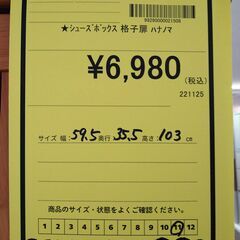 99280000021508
★シューズボックス 格子扉 ハナノマ
¥6,980
(税込)
221125
サイズ 幅:59.5奥行:35.5高さ:103cm
商品のサイズ・状態をよくご確認ください
1 2 3 4 5 6 7 8 9 10 11 12